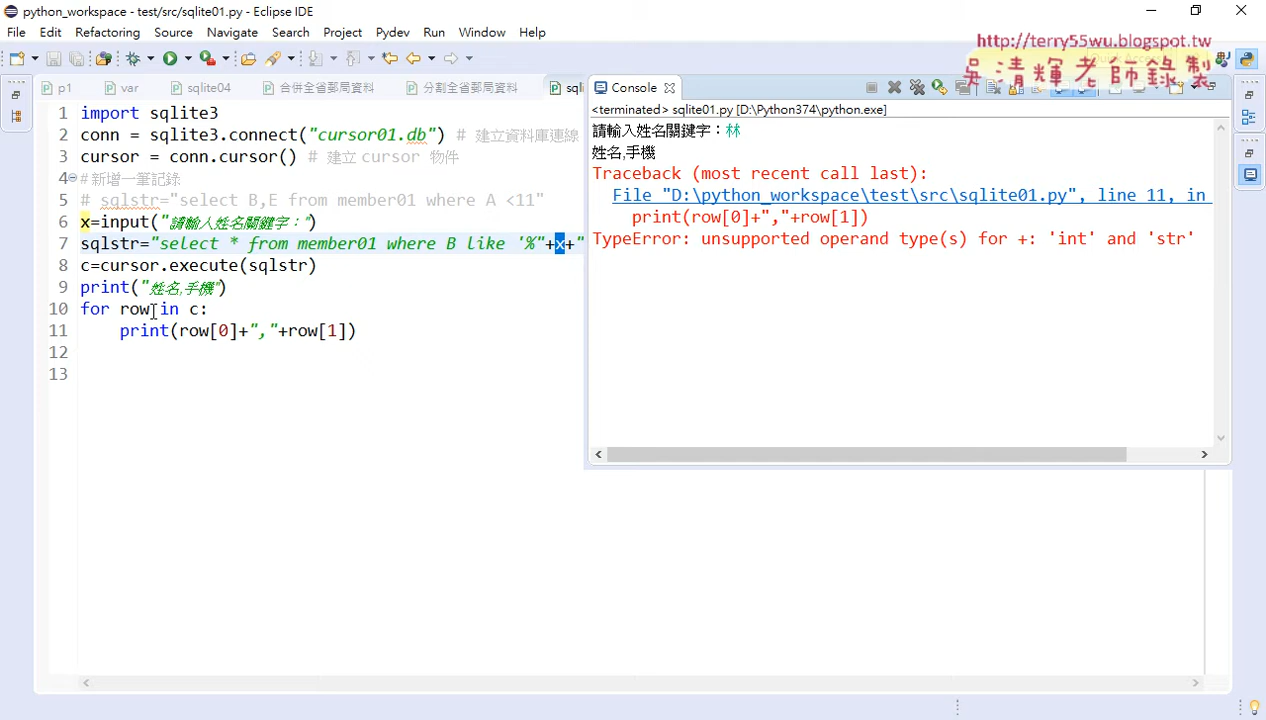 python_workspace - test/src/sqlite01.py - Eclipse IDE
File Edit Refactoring Source Navigate Search Project Pydev Run Window Help
http://terry55wu.blogspot.tw
吳清輝老師錄製
p1 var sqlite04 合併全省郵局資料 分割全省郵局資料 sqli
Console
<terminated> sqlite01.py [D:\Python374\python.exe]
請輸入姓名關鍵字：林
姓名,手機
Traceback (most recent call last):
File "D:\python_workspace\test\src\sqlite01.py", line 11, in
print(row[0]+","+row[1])
TypeError: unsupported operand type(s) for +: 'int' and 'str'
1 import sqlite3
2 conn = sqlite3.connect("cursor01.db") # 建立資料庫連線
3 cursor = conn.cursor() # 建立 cursor 物件
4 #新增一筆記錄
5 # sqlstr="select B,E from member01 where A <11"
6 x=input("請輸入姓名關鍵字：")
7 sqlstr="select * from member01 where B like '%"+x+"
8 c=cursor.execute(sqlstr)
9 print("姓名,手機")
10 for row in c:
11 print(row[0]+","+row[1])
12
13